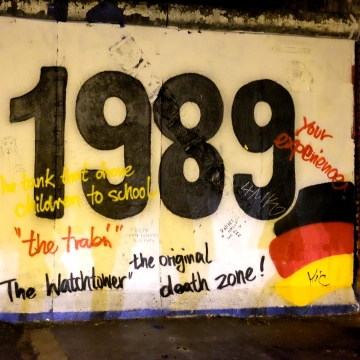 1989
your
experience
The tank that drove
children to school
"the trabi"
The Watchtower"
the original
death zone!